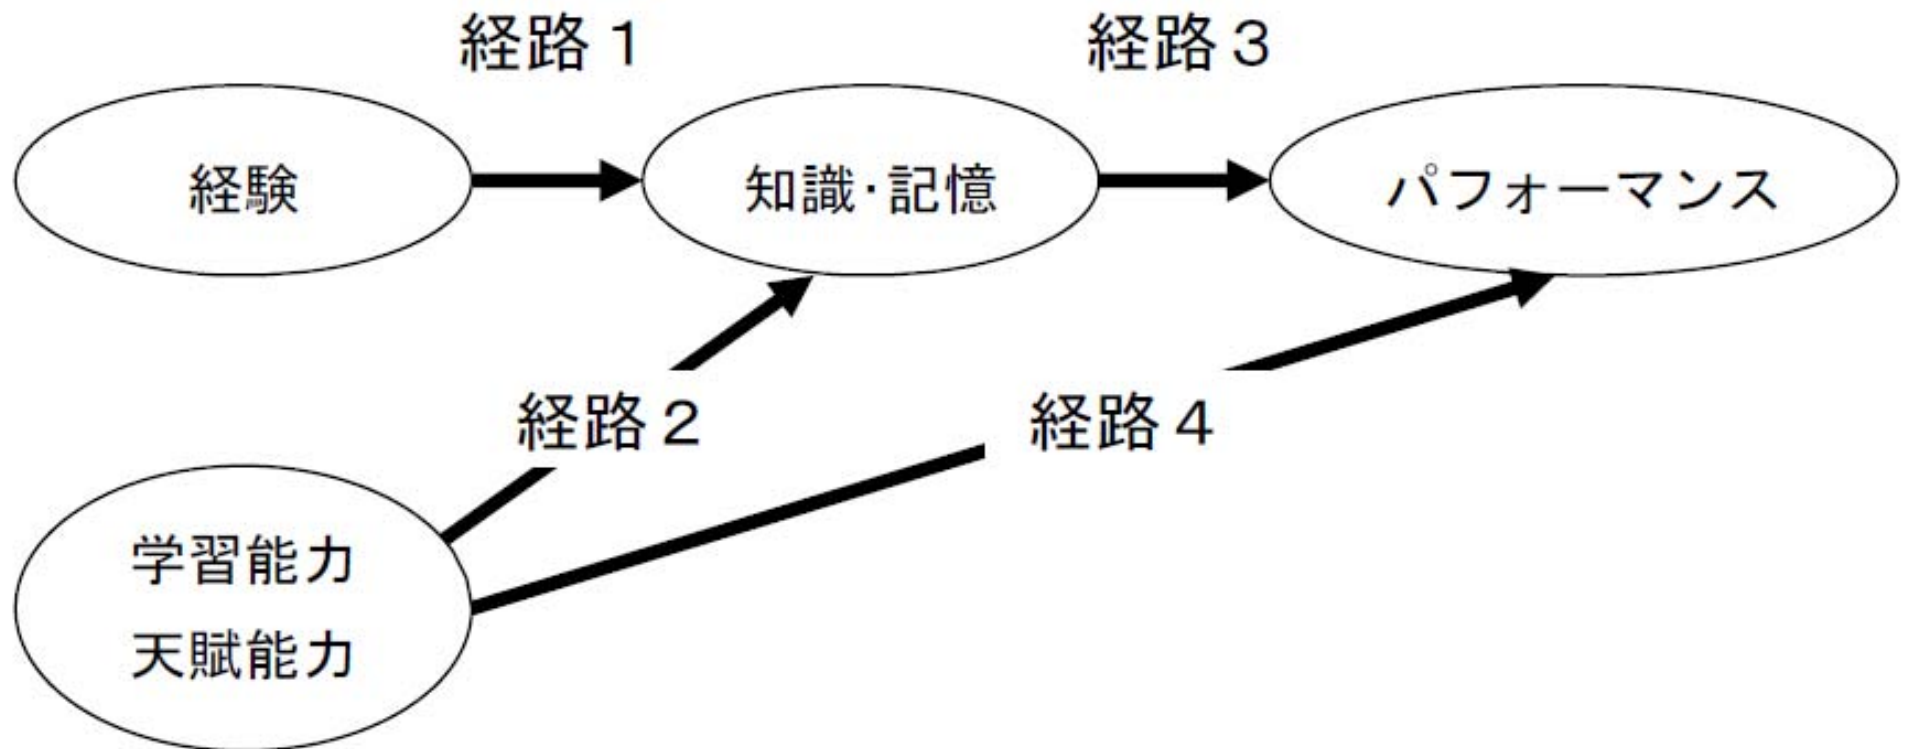 経路1
経路3
経験
知識・記憶
パフォーマンス
経路2
経路4
学習能力
天賦能力